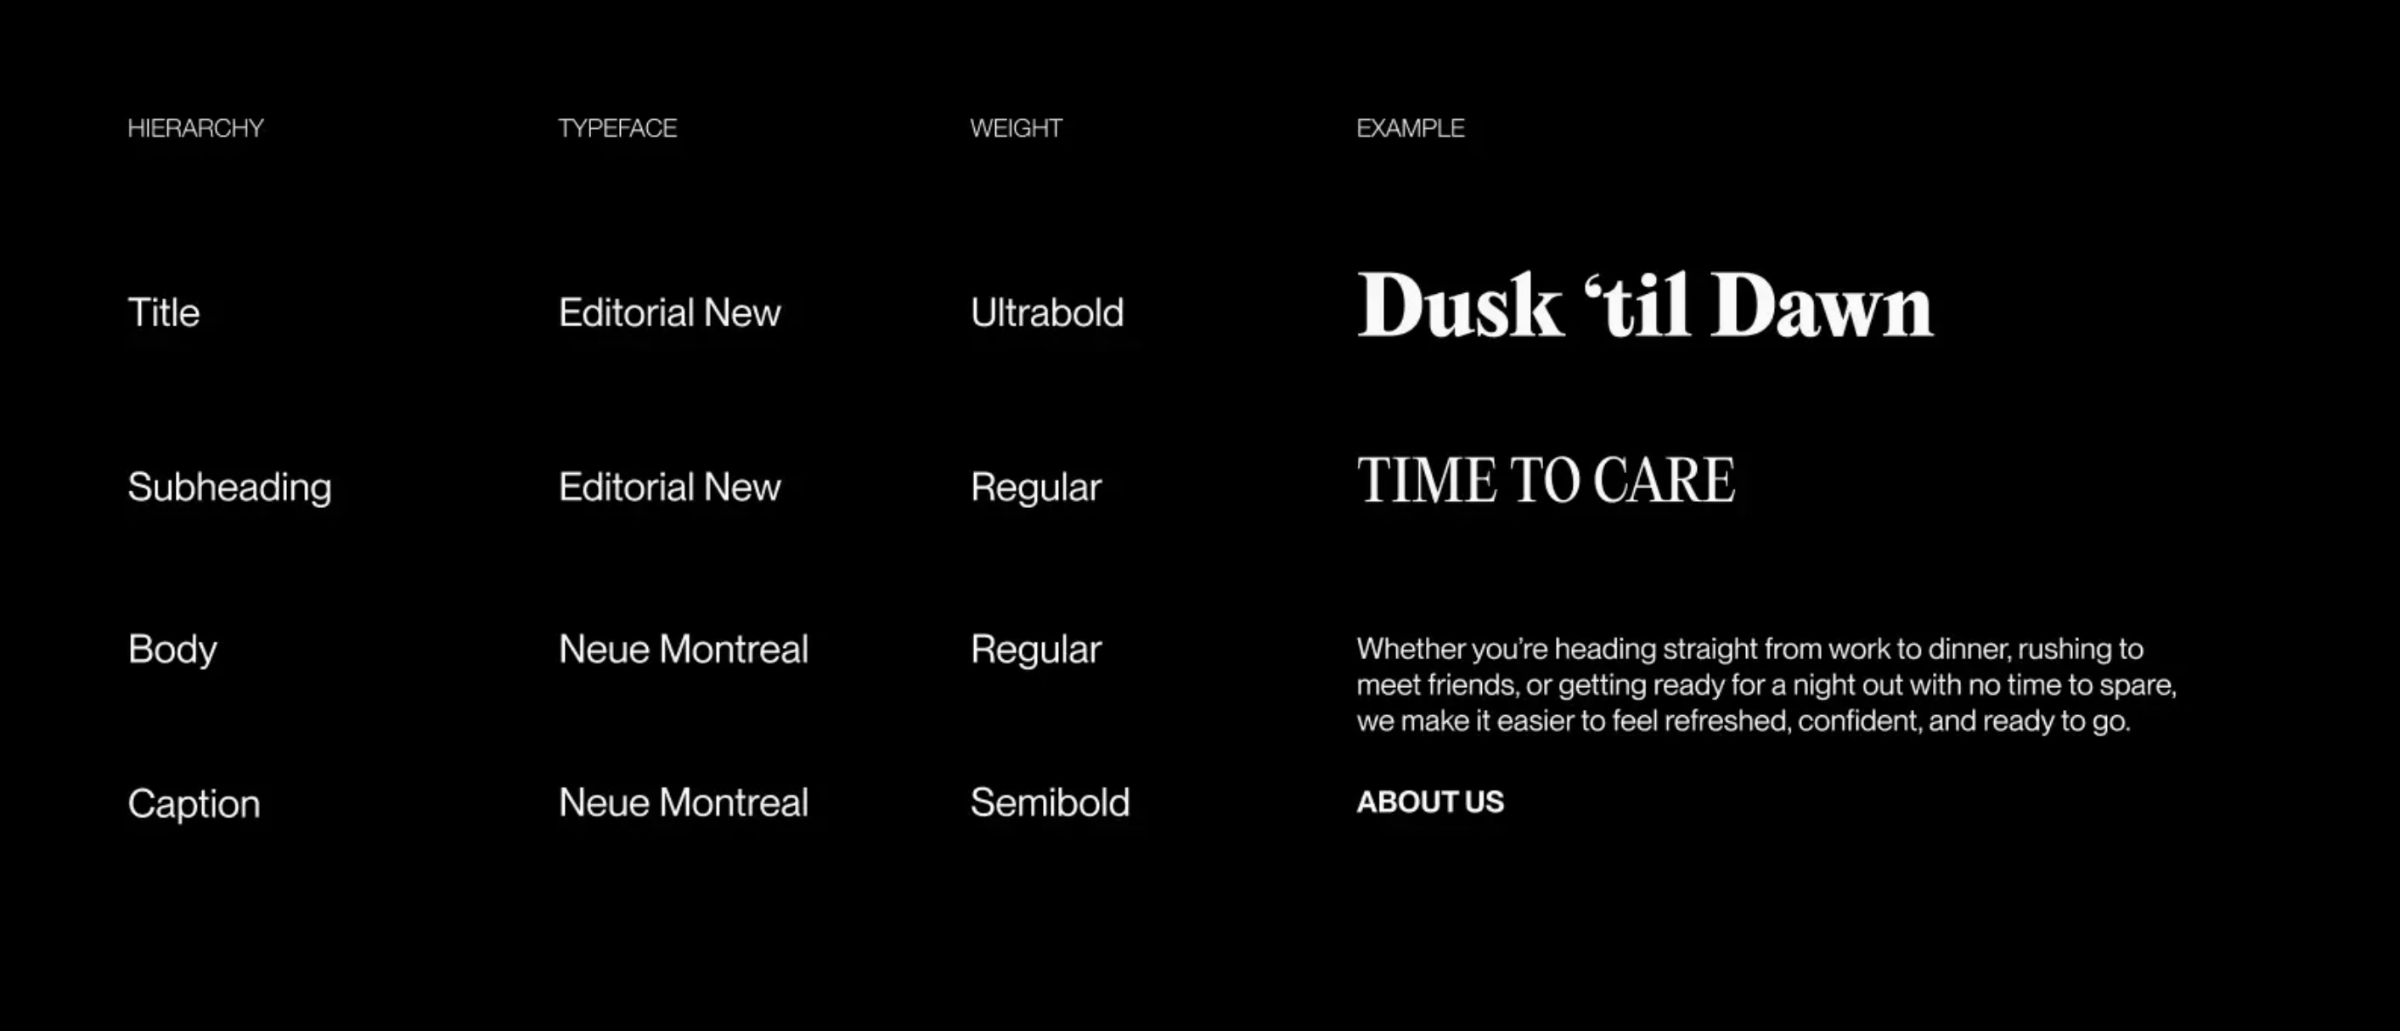 HIERARCHY TYPEFACE WEIGHT EXAMPLE
Title Editorial New Ultrabold Dusk ‘til Dawn
Subheading Editorial New Regular TIME TO CARE
Body Neue Montreal Regular Whether you’re heading straight from work to dinner, rushing to
meet friends, or getting ready for a night out with no time to spare,
we make it easier to feel refreshed, confident, and ready to go.
Caption Neue Montreal Semibold ABOUT US